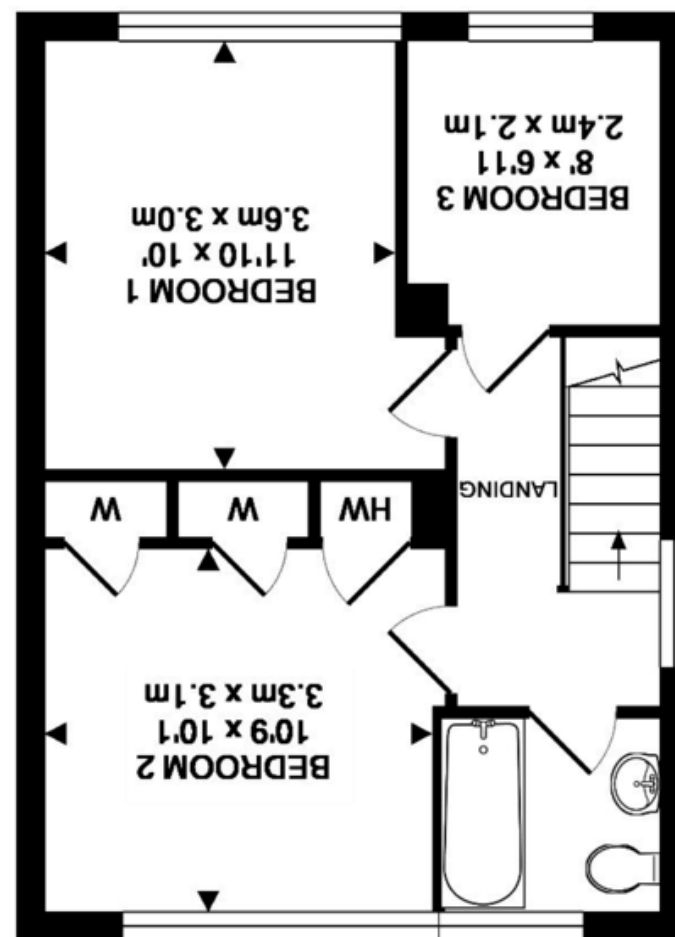 BEDROOM 2
10'9 x 10'1
3.3m x 3.1m
HW
W
W
LANDING
BEDROOM 1
11'10 x 10'
3.6m x 3.0m
BEDROOM 3
8' x 6'11
2.4m x 2.1m